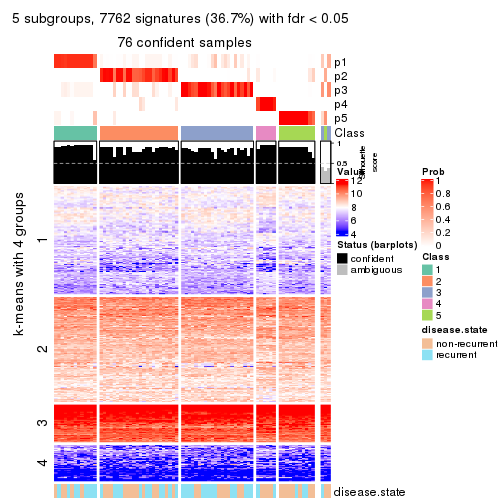 5 subgroups, 7762 signatures (36.7%) with fdr < 0.05
76 confident samples
p1
p2
p3
p4
p5
Class
1
0.5
0
silhouette
score
k-means with 4 groups
1
2
3
4
disease.state
Value
12
10
8
6
4
Status (barplots)
confident
ambiguous
Prob
1
0.8
0.6
0.4
0.2
0
Class
1
2
3
4
5
disease.state
non-recurrent
recurrent